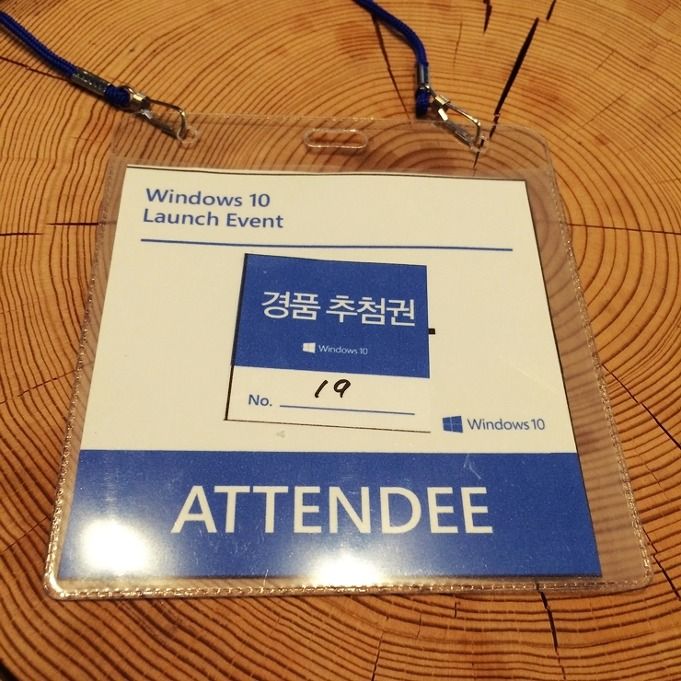 Windows 10
Launch Event
경품 추첨권
Windows 10
No. 19
Windows 10
ATTENDEE